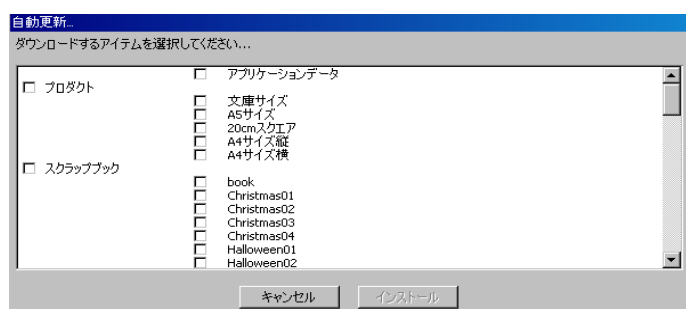 自動更新...
ダウンロードするアイテムを選択してください...
アプリケーションデータ
プロダクト
文庫サイズ
A5サイズ
20cmスクエア
A4サイズ縦
A4サイズ横
スクラップブック
book
Christmas01
Christmas02
Christmas03
Christmas04
Halloween01
Halloween02
キャンセル
インストール